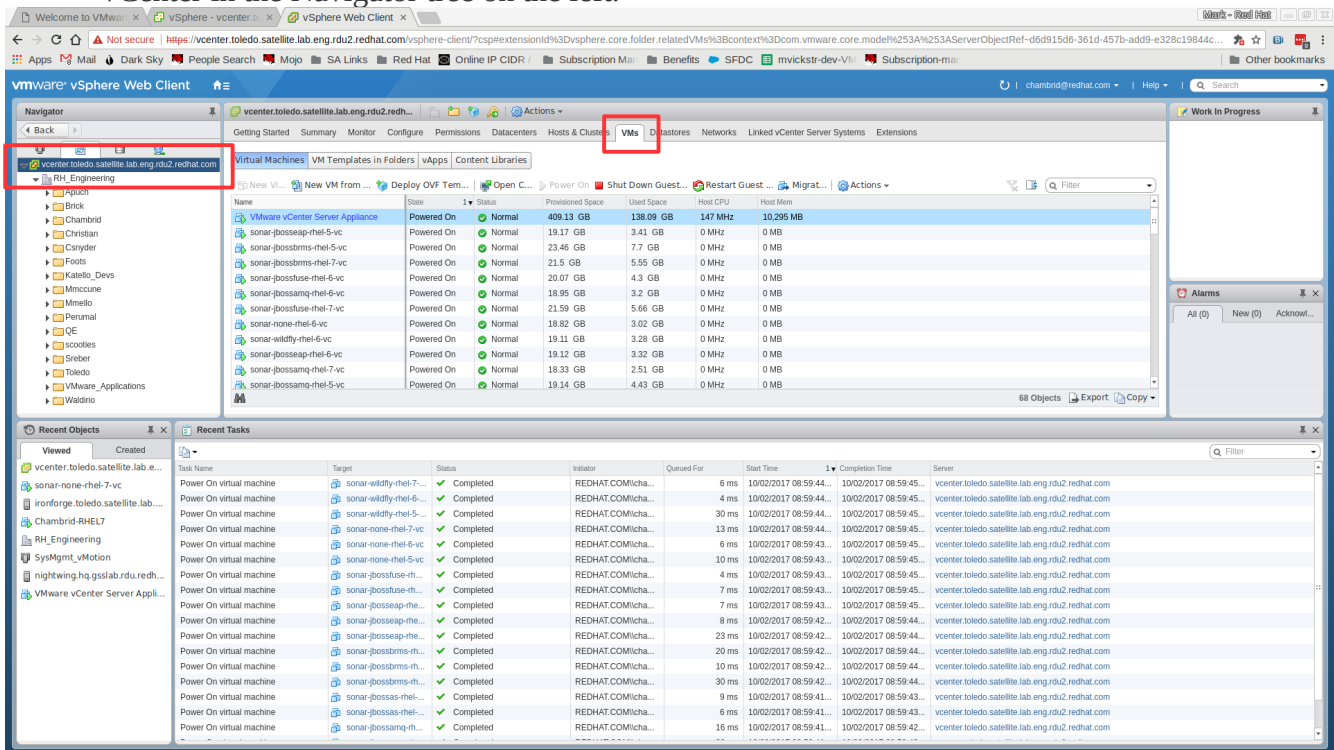 vCenter in the Navigator tree on the left.
Welcome to VMwar × vSphere - vcenter.t × vSphere Web Client × Mark - Red Hat
Not secure | https://vcenter.toledo.satellite.lab.eng.rdu2.redhat.com/vsphere-client/?csp#extensionId%3Dvsphere.core.folder.relatedVMs%3Bcontext%3Dcom.vmware.core.model%253A%253AServerObjectRef~d6d915d6-361d-457b-add9-e328c19844c...
Apps Mail Dark Sky People Search Mojo SA Links Red Hat Online IP CIDR / Subscription Man Benefits SFDC mvickstr-dev-VM Subscription-man Other bookmarks
vmware® vSphere Web Client chambrid@redhat.com Help Search
Navigator vcenter.toledo.satellite.lab.eng.rdu2.redh... Actions Work In Progress
Back Getting Started Summary Monitor Configure Permissions Datacenters Hosts & Clusters VMs Datastores Networks Linked vCenter Server Systems Extensions
vcenter.toledo.satellite.lab.eng.rdu2.redhat.com
RH_Engineering
Apuch
Brick
Chambrid
Christian
Csnyder
Foots
Katello_Devs
Mmccune
Mmello
Perumal
QE
scooties
Sreber
Toledo
VMware_Applications
Waldirio
Virtual Machines VM Templates in Folders vApps Content Libraries
New Vi... New VM from ... Deploy OVF Tem... Open C... Power On Shut Down Guest... Restart Guest ... Migrat... Actions Filter
Name State 1 Status Provisioned Space Used Space Host CPU Host Mem
VMware vCenter Server Appliance Powered On Normal 409.13 GB 138.09 GB 147 MHz 10,295 MB
sonar-jbosseap-rhel-5-vc Powered On Normal 19.17 GB 3.41 GB 0 MHz 0 MB
sonar-jbossbrms-rhel-5-vc Powered On Normal 23.46 GB 7.7 GB 0 MHz 0 MB
sonar-jbossbrms-rhel-7-vc Powered On Normal 21.5 GB 5.55 GB 0 MHz 0 MB
sonar-jbossfuse-rhel-6-vc Powered On Normal 20.07 GB 4.3 GB 0 MHz 0 MB
sonar-jbossamq-rhel-6-vc Powered On Normal 18.95 GB 3.2 GB 0 MHz 0 MB
sonar-jbossfuse-rhel-7-vc Powered On Normal 21.59 GB 5.66 GB 0 MHz 0 MB
sonar-none-rhel-6-vc Powered On Normal 18.82 GB 3.02 GB 0 MHz 0 MB
sonar-wildfly-rhel-6-vc Powered On Normal 19.11 GB 3.28 GB 0 MHz 0 MB
sonar-jbosseap-rhel-6-vc Powered On Normal 19.12 GB 3.32 GB 0 MHz 0 MB
sonar-jbossamq-rhel-7-vc Powered On Normal 18.33 GB 2.51 GB 0 MHz 0 MB
sonar-jbossamq-rhel-5-vc Powered On Normal 19.14 GB 4.43 GB 0 MHz 0 MB
68 Objects Export Copy
Alarms
All (0) New (0) Acknowl...
Recent Objects
Viewed Created
vcenter.toledo.satellite.lab.e...
sonar-none-rhel-7-vc
ironforge.toledo.satellite.lab....
Chambrid-RHEL7
RH_Engineering
SysMgmt_vMotion
nightwing.hq.gsslab.rdu.redh...
VMware vCenter Server Appli...
Recent Tasks
Filter
Task Name Target Status Initiator Queued For Start Time 1 Completion Time Server
Power On virtual machine sonar-wildfly-rhel-7-... Completed REDHAT.COM\\cha... 6 ms 10/02/2017 08:59:44... 10/02/2017 08:59:45... vcenter.toledo.satellite.lab.eng.rdu2.redhat.com
Power On virtual machine sonar-wildfly-rhel-6-... Completed REDHAT.COM\\cha... 4 ms 10/02/2017 08:59:44... 10/02/2017 08:59:45... vcenter.toledo.satellite.lab.eng.rdu2.redhat.com
Power On virtual machine sonar-wildfly-rhel-5-... Completed REDHAT.COM\\cha... 30 ms 10/02/2017 08:59:44... 10/02/2017 08:59:45... vcenter.toledo.satellite.lab.eng.rdu2.redhat.com
Power On virtual machine sonar-none-rhel-7-vc Completed REDHAT.COM\\cha... 13 ms 10/02/2017 08:59:44... 10/02/2017 08:59:45... vcenter.toledo.satellite.lab.eng.rdu2.redhat.com
Power On virtual machine sonar-none-rhel-6-vc Completed REDHAT.COM\\cha... 6 ms 10/02/2017 08:59:43... 10/02/2017 08:59:45... vcenter.toledo.satellite.lab.eng.rdu2.redhat.com
Power On virtual machine sonar-none-rhel-5-vc Completed REDHAT.COM\\cha... 10 ms 10/02/2017 08:59:44... 10/02/2017 08:59:45... vcenter.toledo.satellite.lab.eng.rdu2.redhat.com
Power On virtual machine sonar-jbossfuse-rh... Completed REDHAT.COM\\cha... 4 ms 10/02/2017 08:59:43... 10/02/2017 08:59:45... vcenter.toledo.satellite.lab.eng.rdu2.redhat.com
Power On virtual machine sonar-jbossfuse-rh... Completed REDHAT.COM\\cha... 7 ms 10/02/2017 08:59:43... 10/02/2017 08:59:45... vcenter.toledo.satellite.lab.eng.rdu2.redhat.com
Power On virtual machine sonar-jbosseap-rhe... Completed REDHAT.COM\\cha... 7 ms 10/02/2017 08:59:43... 10/02/2017 08:59:44... vcenter.toledo.satellite.lab.eng.rdu2.redhat.com
Power On virtual machine sonar-jbosseap-rhe... Completed REDHAT.COM\\cha... 8 ms 10/02/2017 08:59:42... 10/02/2017 08:59:44... vcenter.toledo.satellite.lab.eng.rdu2.redhat.com
Power On virtual machine sonar-jbosseap-rhe... Completed REDHAT.COM\\cha... 23 ms 10/02/2017 08:59:42... 10/02/2017 08:59:44... vcenter.toledo.satellite.lab.eng.rdu2.redhat.com
Power On virtual machine sonar-jbossbrms-rh... Completed REDHAT.COM\\cha... 20 ms 10/02/2017 08:59:42... 10/02/2017 08:59:44... vcenter.toledo.satellite.lab.eng.rdu2.redhat.com
Power On virtual machine sonar-jbossbrms-rh... Completed REDHAT.COM\\cha... 10 ms 10/02/2017 08:59:42... 10/02/2017 08:59:44... vcenter.toledo.satellite.lab.eng.rdu2.redhat.com
Power On virtual machine sonar-jbossbrms-rh... Completed REDHAT.COM\\cha... 30 ms 10/02/2017 08:59:42... 10/02/2017 08:59:44... vcenter.toledo.satellite.lab.eng.rdu2.redhat.com
Power On virtual machine sonar-jbossas-rhel-... Completed REDHAT.COM\\cha... 9 ms 10/02/2017 08:59:41... 10/02/2017 08:59:43... vcenter.toledo.satellite.lab.eng.rdu2.redhat.com
Power On virtual machine sonar-jbossas-rhel-... Completed REDHAT.COM\\cha... 6 ms 10/02/2017 08:59:41... 10/02/2017 08:59:43... vcenter.toledo.satellite.lab.eng.rdu2.redhat.com
Power On virtual machine sonar-jbossamq-rh... Completed REDHAT.COM\\cha... 16 ms 10/02/2017 08:59:41... 10/02/2017 08:59:42... vcenter.toledo.satellite.lab.eng.rdu2.redhat.com